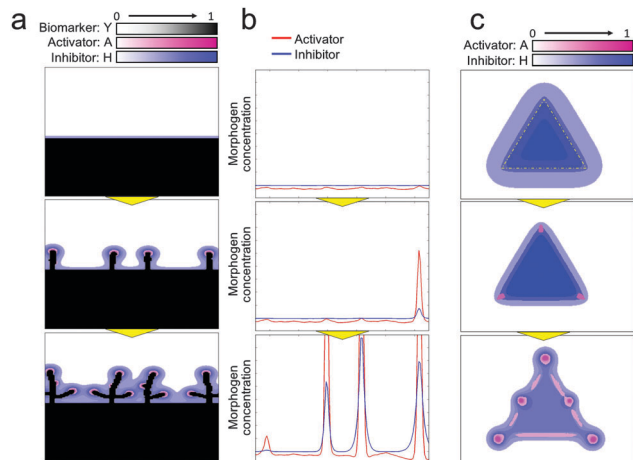 a
0 1
Biomarker: Y
Activator: A
Inhibitor: H
b
Activator
Inhibitor
Morphogen
concentration
Morphogen
concentration
Morphogen
concentration
c
0 1
Activator: A
Inhibitor: H